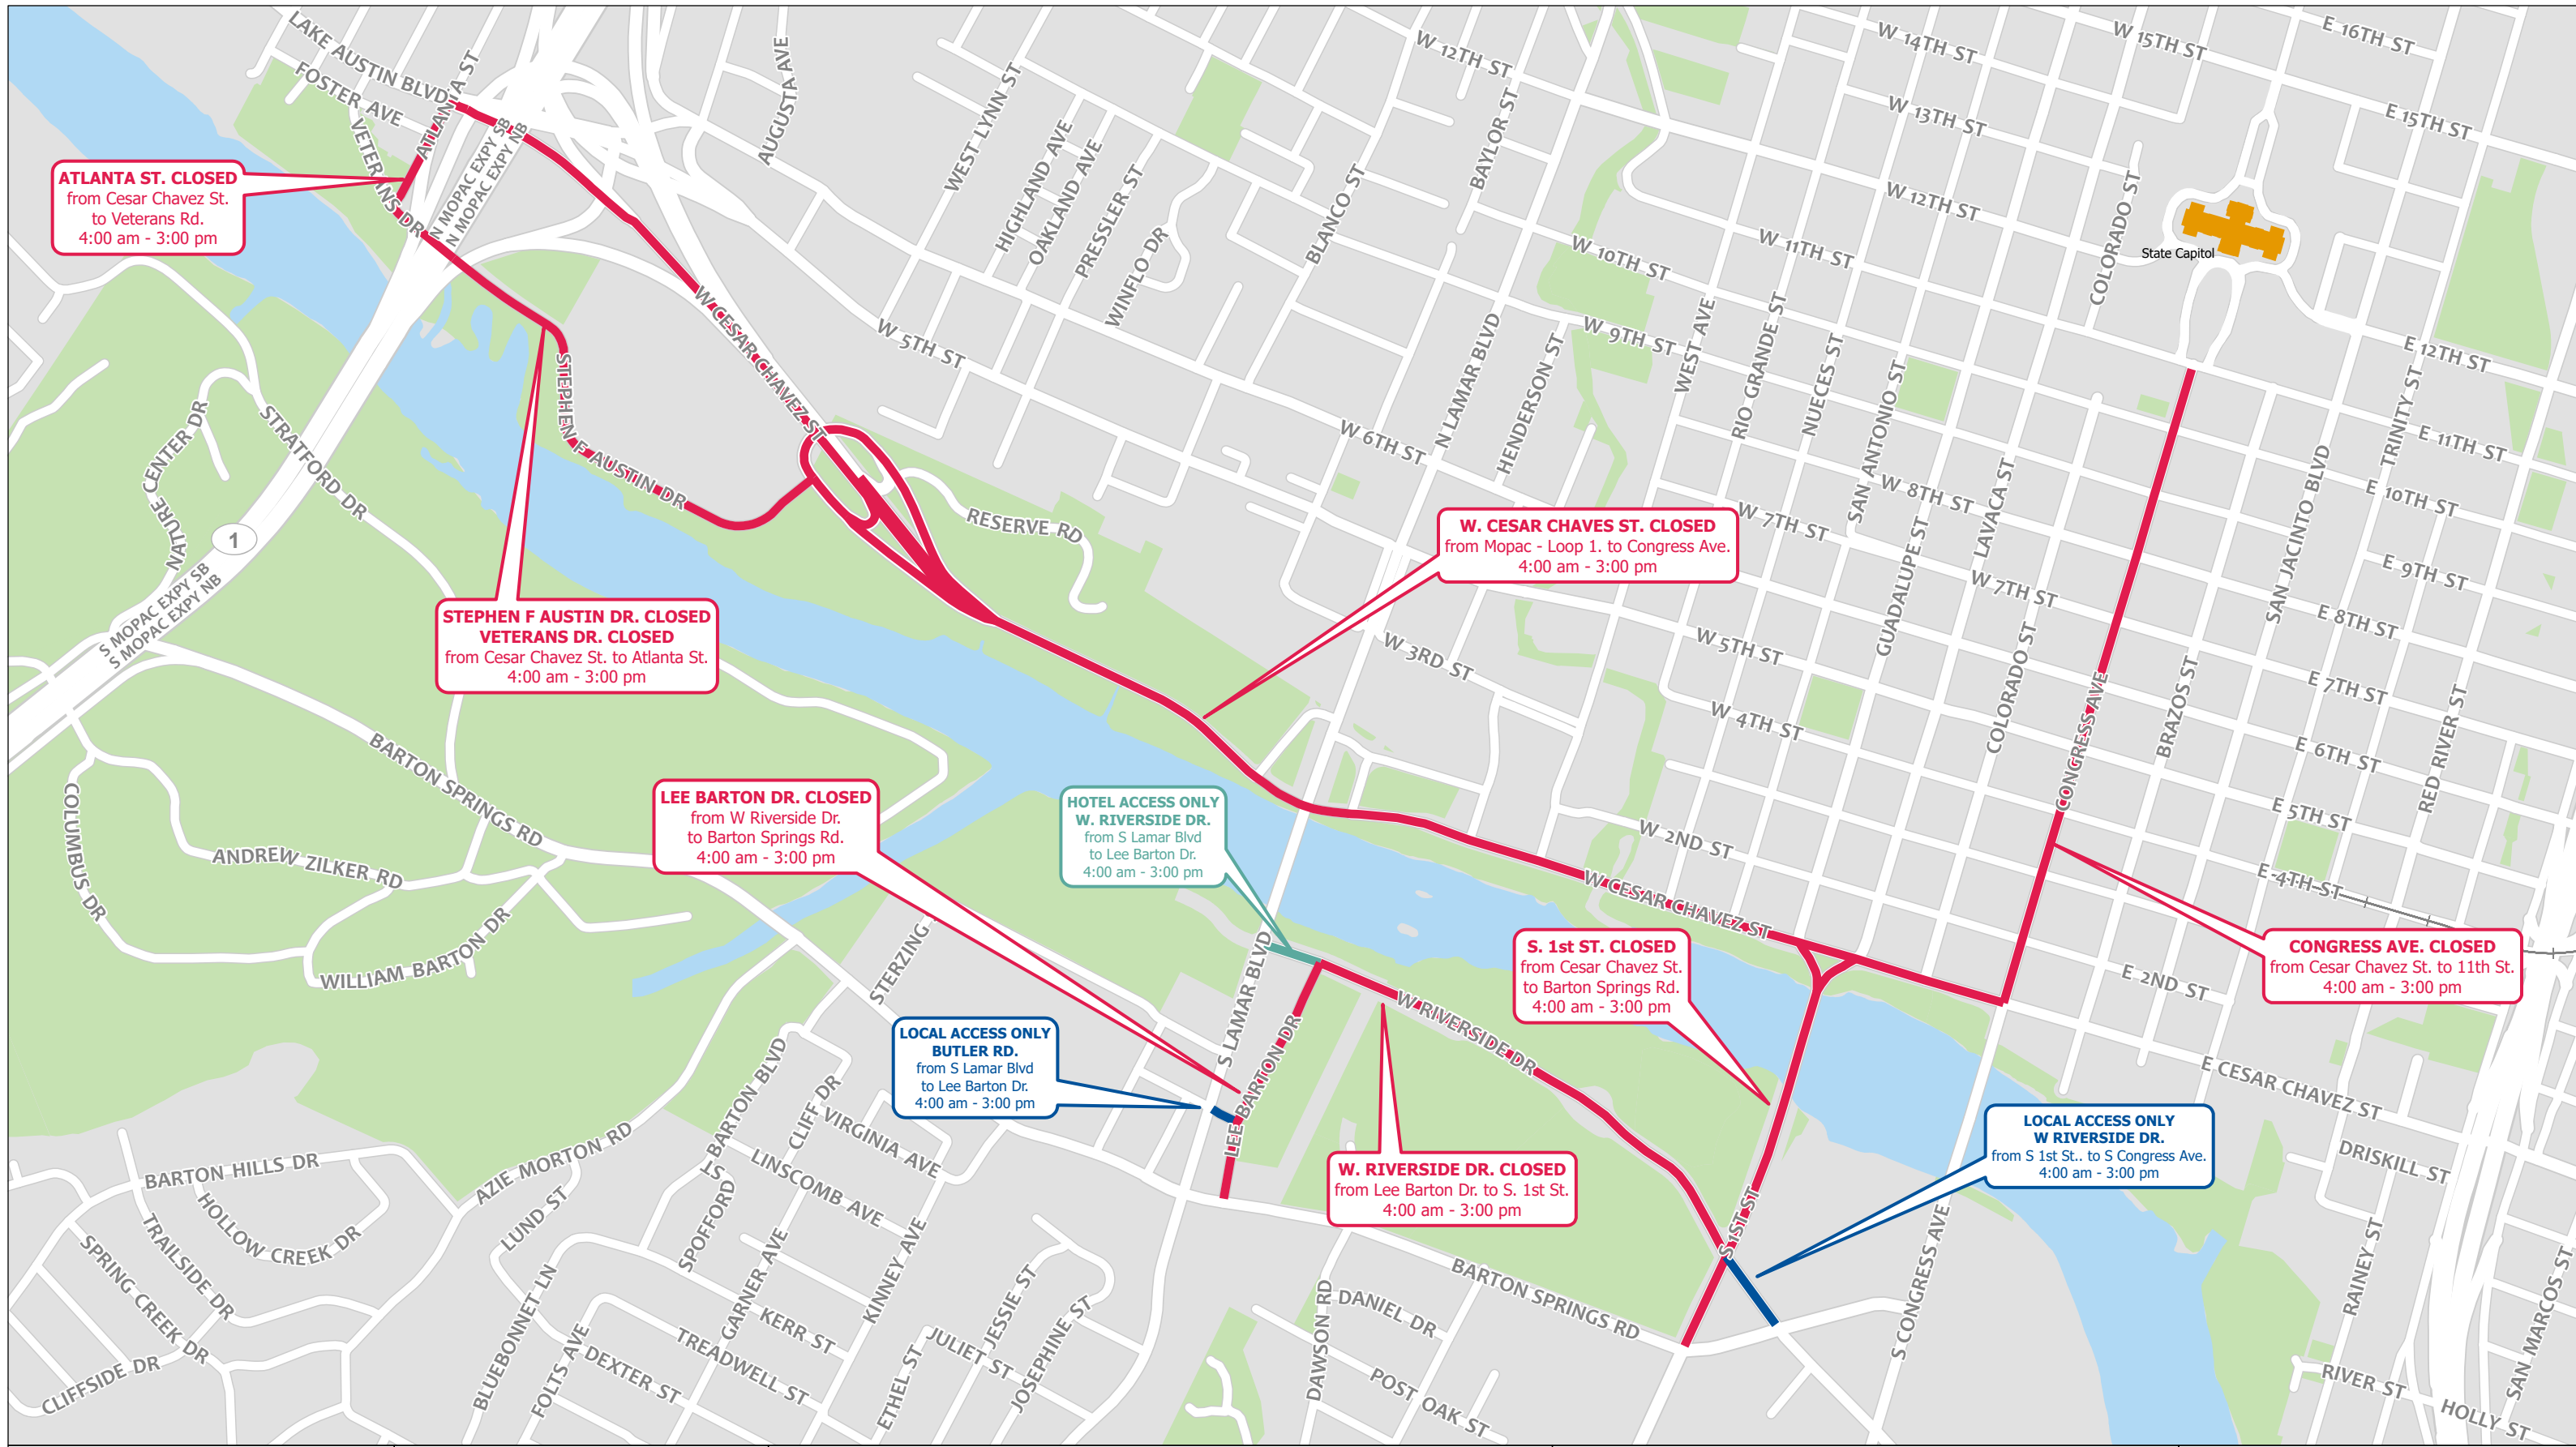 LAKE AUSTIN BLVD
FOSTER AVE
ATLANTA ST
VETERANS DR
N MOPAC EXPY SB
N MOPAC EXPY NB
AUGUSTA AVE
WEST LYNN ST
HIGHLAND AVE
OAKLAND AVE
PRESSLER ST
WINFLO DR
BLANCO ST
BAYLOR ST
W 12TH ST
W 14TH ST
W 15TH ST
E 16TH ST
W 13TH ST
E 15TH ST
W 12TH ST
COLORADO ST
State Capitol
W 10TH ST
W 11TH ST
W 9TH ST
WEST AVE
RIO GRANDE ST
NUECES ST
SAN ANTONIO ST
E 12TH ST
TRINITY ST
E 11TH ST
ATLANTA ST. CLOSED
from Cesar Chavez St.
to Veterans Rd.
4:00 am - 3:00 pm
W CESAR CHAVEZ ST
W 5TH ST
N LAMAR BLVD
HENDERSON ST
W 6TH ST
STEPHEN F AUSTIN DR
STRATFORD DR
NATURE CENTER DR
1
S MOPAC EXPY SB
S MOPAC EXPY NB
RESERVE RD
W 8TH ST
W 7TH ST
LAVACA ST
GUADALUPE ST
W 7TH ST
E 10TH ST
SAN JACINTO BLVD
E 9TH ST
E 8TH ST
W. CESAR CHAVES ST. CLOSED
from Mopac - Loop 1. to Congress Ave.
4:00 am - 3:00 pm
STEPHEN F AUSTIN DR. CLOSED
VETERANS DR. CLOSED
from Cesar Chavez St. to Atlanta St.
4:00 am - 3:00 pm
W 3RD ST
W 5TH ST
W 4TH ST
COLORADO ST
CONGRESS AVE
BRAZOS ST
E 7TH ST
E 6TH ST
RED RIVER ST
E 5TH ST
E 4TH ST
BARTON SPRINGS RD
COLUMBUS DR
ANDREW ZILKER RD
WILLIAM BARTON DR
LEE BARTON DR. CLOSED
from W Riverside Dr.
to Barton Springs Rd.
4:00 am - 3:00 pm
HOTEL ACCESS ONLY
W. RIVERSIDE DR.
from S Lamar Blvd
to Lee Barton Dr.
4:00 am - 3:00 pm
W 2ND ST
W CESAR CHAVEZ ST
S. 1st ST. CLOSED
from Cesar Chavez St.
to Barton Springs Rd.
4:00 am - 3:00 pm
CONGRESS AVE. CLOSED
from Cesar Chavez St. to 11th St.
4:00 am - 3:00 pm
E 2ND ST
E CESAR CHAVEZ ST
STERZING
S LAMAR BLVD
LEE BARTON DR
W RIVERSIDE DR
LOCAL ACCESS ONLY
BUTLER RD.
from S Lamar Blvd
to Lee Barton Dr.
4:00 am - 3:00 pm
LOCAL ACCESS ONLY
W RIVERSIDE DR.
from S 1st St.. to S Congress Ave.
4:00 am - 3:00 pm
W. RIVERSIDE DR. CLOSED
from Lee Barton Dr. to S. 1st St.
4:00 am - 3:00 pm
BARTON BLVD
CLIFF DR
VIRGINIA AVE
LINSCOMB AVE
AZIE MORTON RD
BARTON HILLS DR
HOLLOW CREEK DR
TRAILSIDE DR
SPRING CREEK DR
CLIFFSIDE DR
LUND ST
SPOFFORD ST
GARNER AVE
KINNEY AVE
KERR ST
BLUEBONNET LN
FOLTS AVE
DEXTER ST
TREADWELL ST
ETHEL ST
JULIET ST
JESSIE ST
JOSEPHINE ST
S 1ST ST
BARTON SPRINGS RD
DAWSON RD
DANIEL DR
POST OAK ST
S CONGRESS AVE
DRISKILL ST
RAINEY ST
RIVER ST
HOLLY ST
SAN MARCOS ST